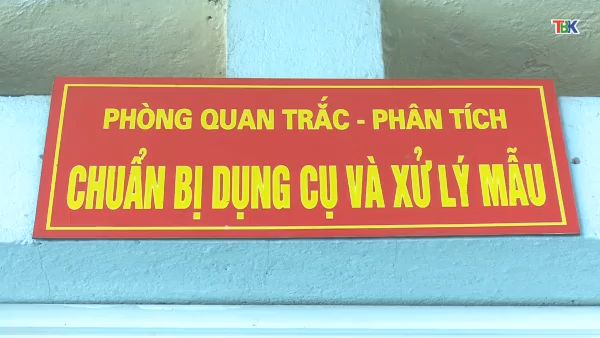 TBK
PHÒNG QUAN TRẮC - PHÂN TÍCH
CHUẨN BỊ DỤNG CỤ VÀ XỬ LÝ MẪU